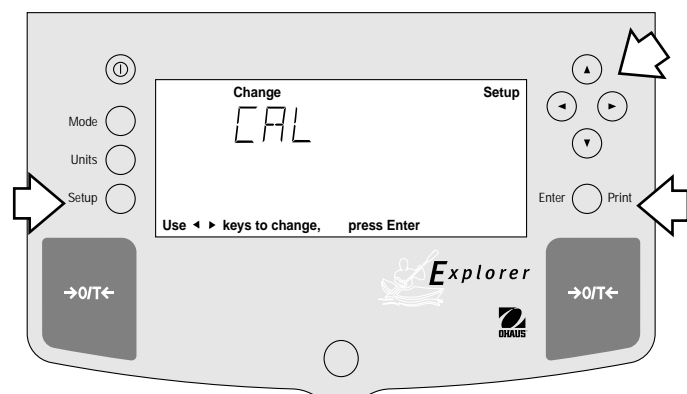 Change Setup
CAL
Mode
Units
Setup
Enter Print
Use ◄ ► keys to change, press Enter
Explorer
→0/T← →0/T←
OHAUS